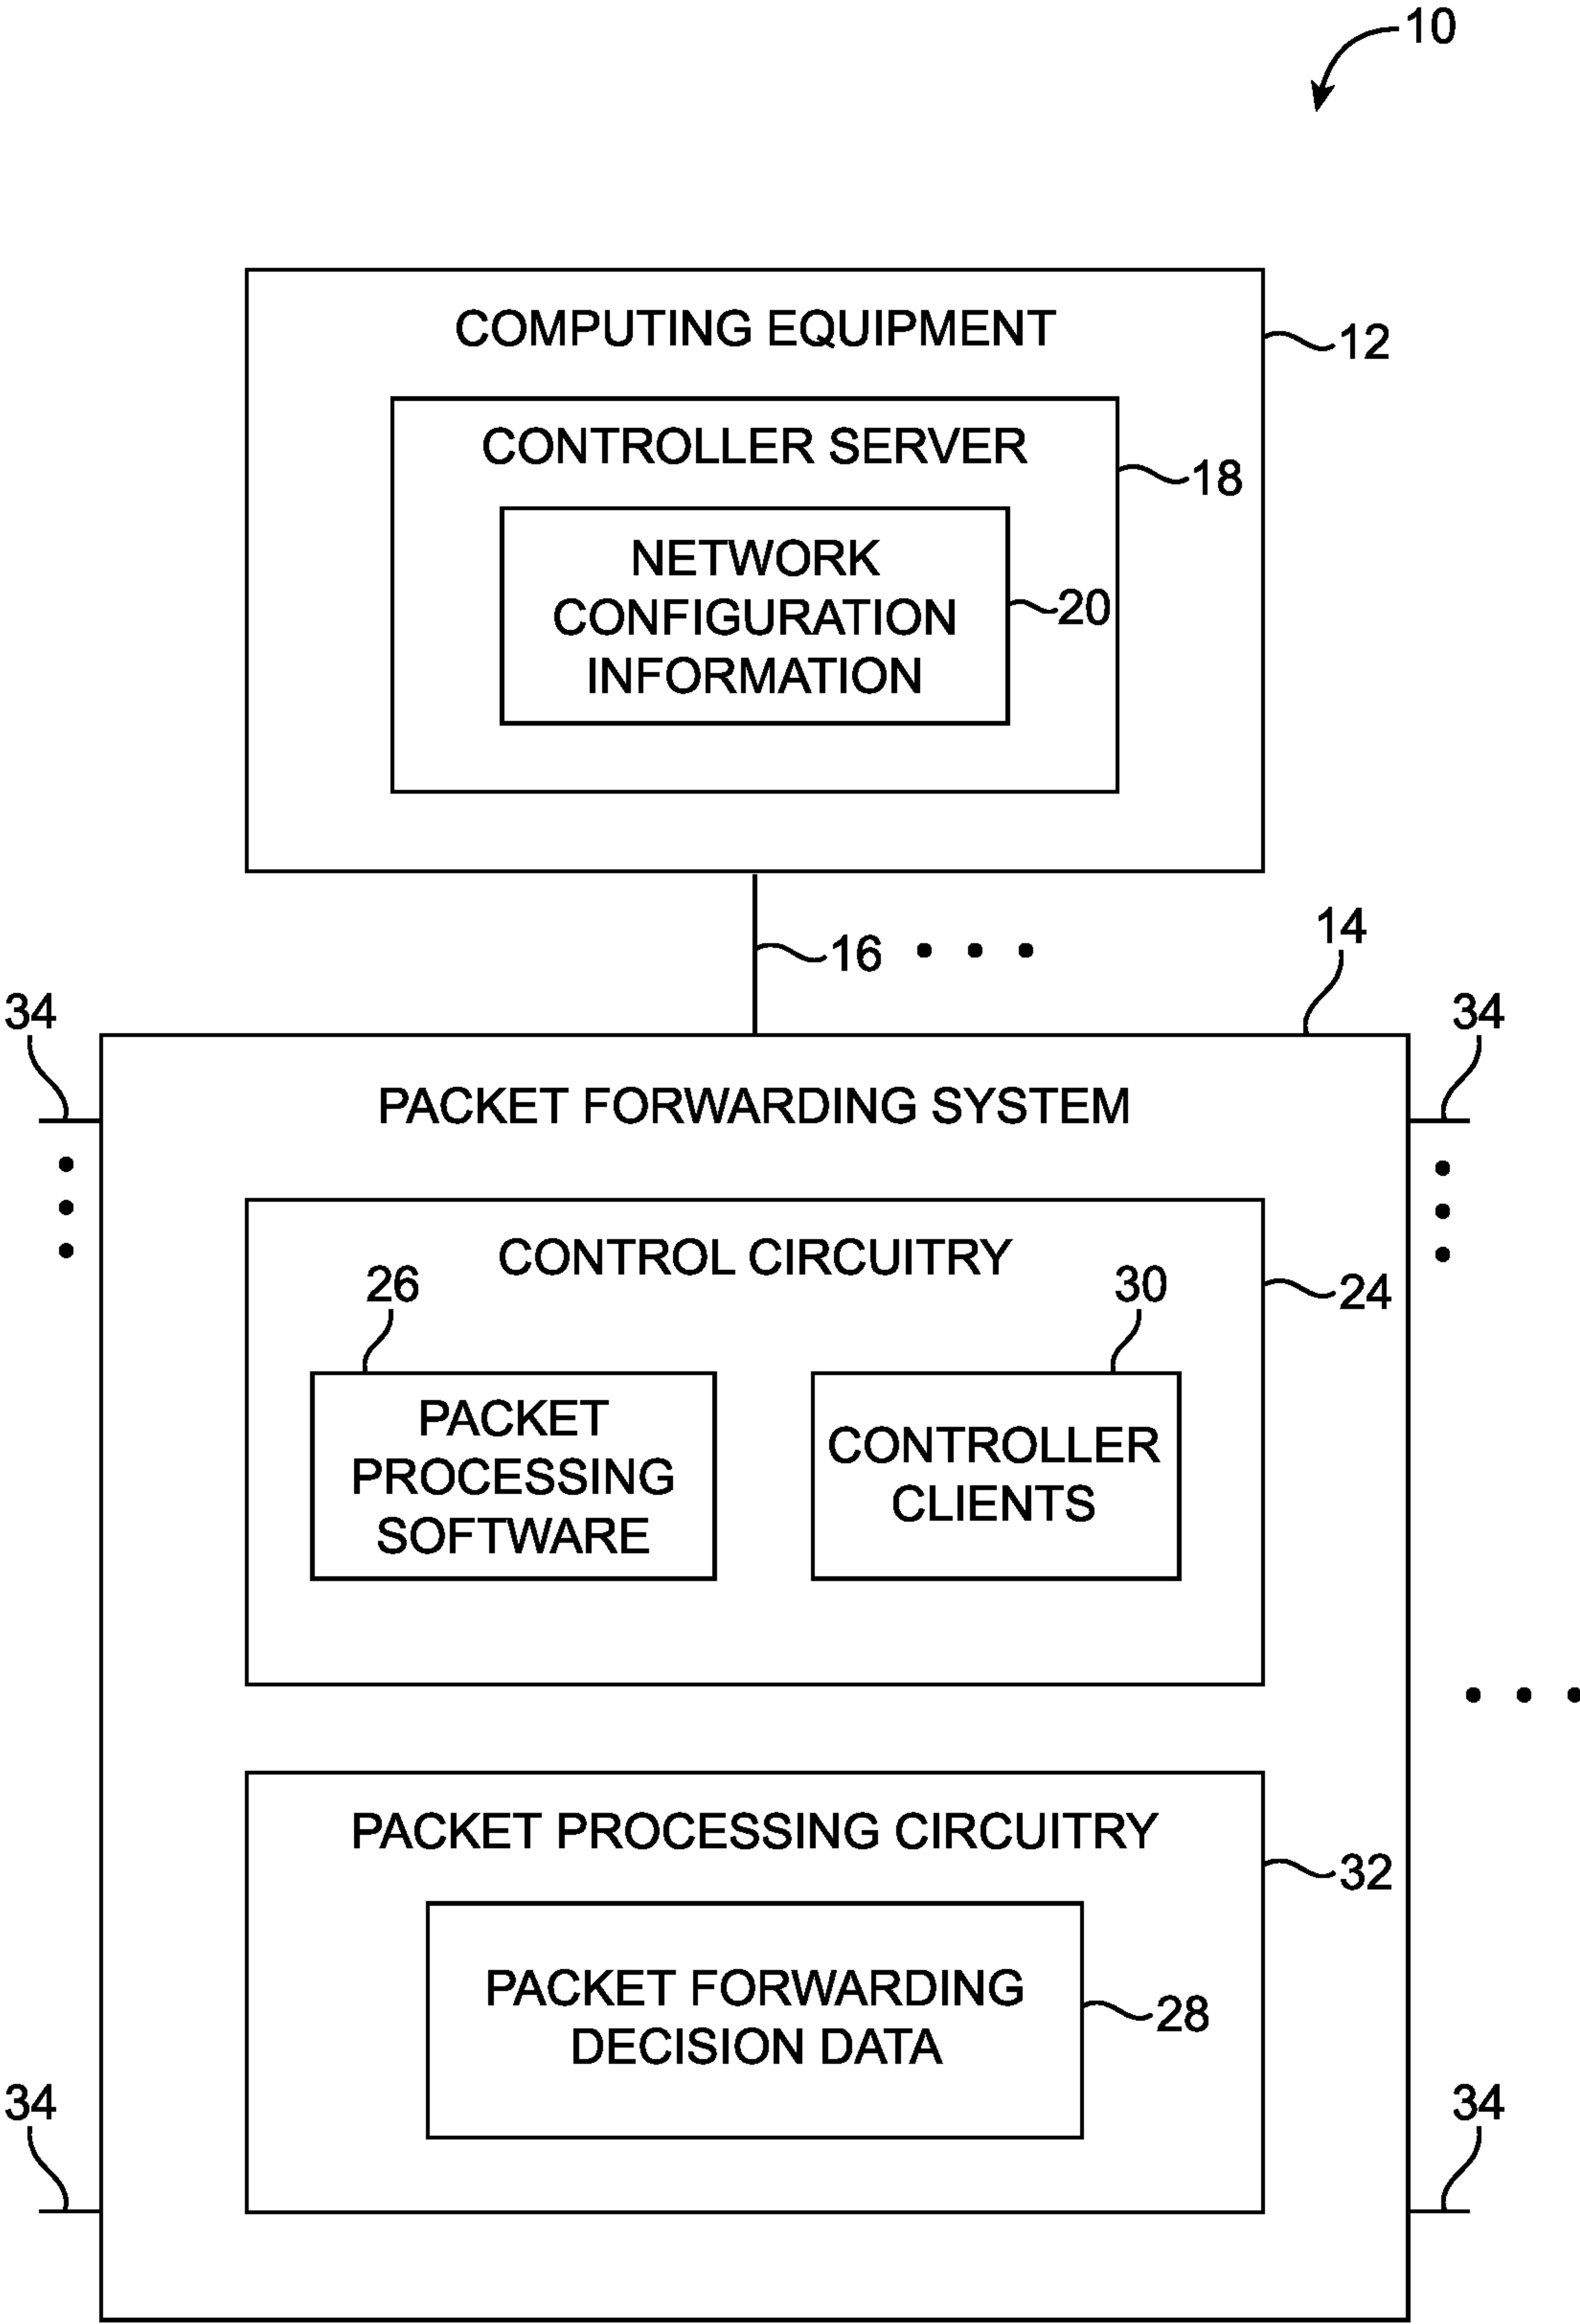 10
COMPUTING EQUIPMENT
12
CONTROLLER SERVER
18
NETWORK
CONFIGURATION
INFORMATION
20
16
14
34
34
PACKET FORWARDING SYSTEM
CONTROL CIRCUITRY
24
26
30
PACKET
PROCESSING
SOFTWARE
CONTROLLER
CLIENTS
PACKET PROCESSING CIRCUITRY
32
PACKET FORWARDING
DECISION DATA
28
34
34